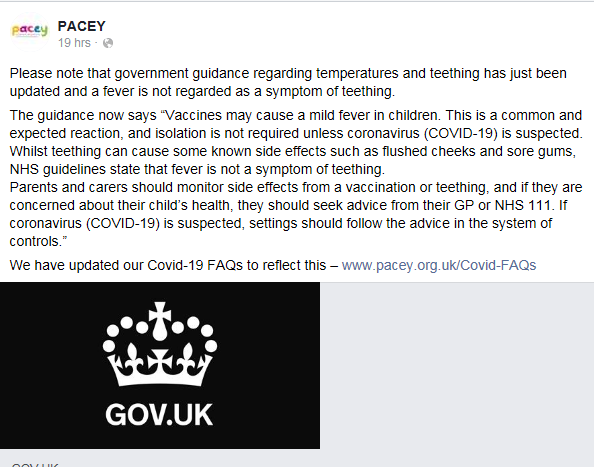 pacey
PACEY
19 hrs ·
Please note that government guidance regarding temperatures and teething has just been
updated and a fever is not regarded as a symptom of teething.
The guidance now says “Vaccines may cause a mild fever in children. This is a common and
expected reaction, and isolation is not required unless coronavirus (COVID-19) is suspected.
Whilst teething can cause some known side effects such as flushed cheeks and sore gums,
NHS guidelines state that fever is not a symptom of teething.
Parents and carers should monitor side effects from a vaccination or teething, and if they are
concerned about their child’s health, they should seek advice from their GP or NHS 111. If
coronavirus (COVID-19) is suspected, settings should follow the advice in the system of
controls.”
We have updated our Covid-19 FAQs to reflect this – www.pacey.org.uk/Covid-FAQs
GOV.UK
GOV.UK